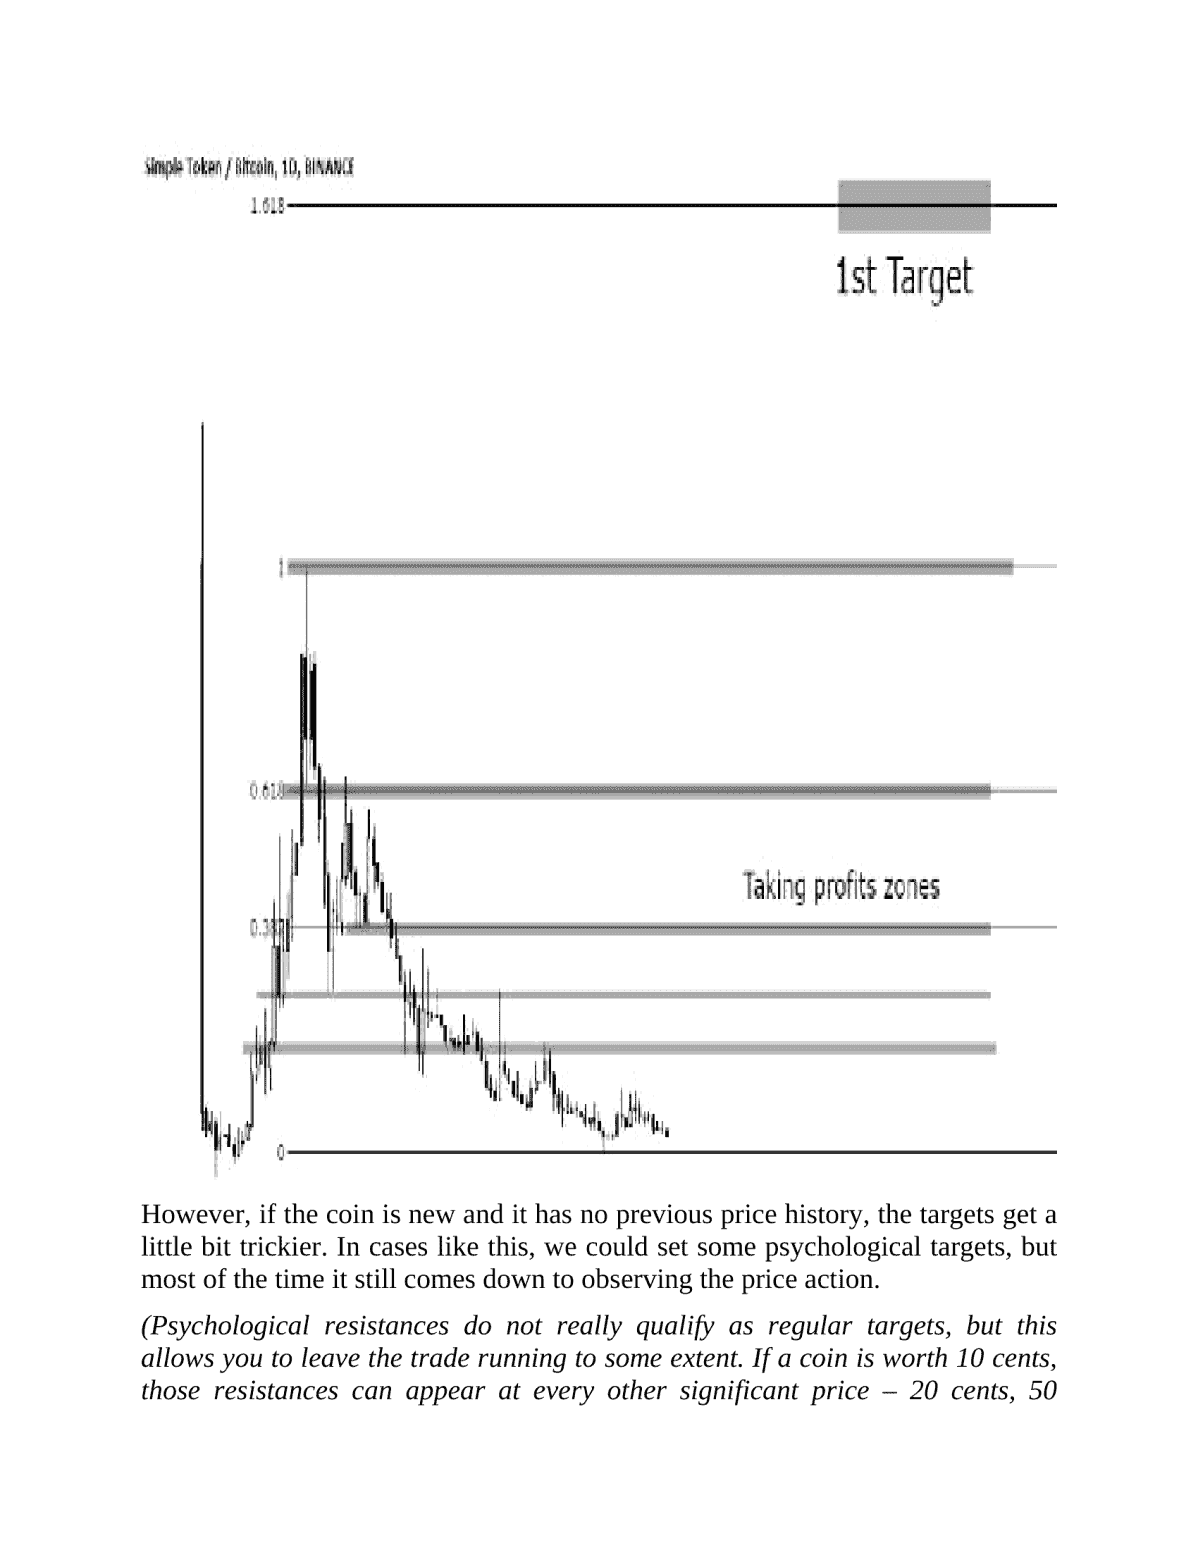 Simple Token / Bitcoin, 1D, BINANCE
1.618
1st Target
1
0.618
Taking profits zones
0.382
0
However, if the coin is new and it has no previous price history, the targets get a
little bit trickier. In cases like this, we could set some psychological targets, but
most of the time it still comes down to observing the price action.
(Psychological resistances do not really qualify as regular targets, but this
allows you to leave the trade running to some extent. If a coin is worth 10 cents,
those resistances can appear at every other significant price – 20 cents, 50